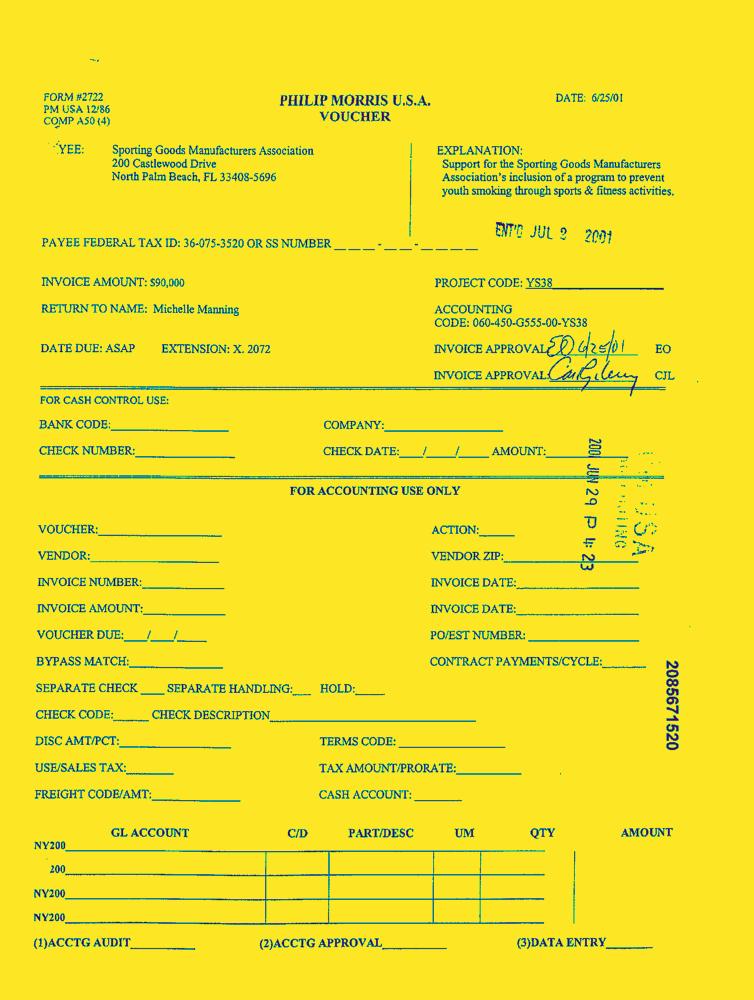 FORM #2722
PM USA 12/86
COMP A50 (4)
PHILIP MORRIS U.S.A.
VOUCHER
DATE: 6/25/01
YEE: Sporting Goods Manufacturers Association
200 Castlewood Drive
North Palm Beach, FL 33408-5696
EXPLANATION:
Support for the Sporting Goods Manufacturers
Association's inclusion of a program to prevent
youth smoking through sports & fitness activities.
ENT'D JUL 2 2001
PAYEE FEDERAL TAX ID: 36-075-3520 OR SS NUMBER ___-__-____
INVOICE AMOUNT: $90,000 PROJECT CODE: YS38
RETURN TO NAME: Michelle Manning
ACCOUNTING
CODE: 060-450-G555-00-YS38
DATE DUE: ASAP EXTENSION: X. 2072 INVOICE APPROVAL: EO 6/25/01 EO
INVOICE APPROVAL: CJL
FOR CASH CONTROL USE:
BANK CODE: COMPANY:
CHECK NUMBER: CHECK DATE: / / AMOUNT:
2001 JUN 29 P 4: 23
USA
FOR ACCOUNTING USE ONLY
VOUCHER: ACTION:
VENDOR: VENDOR ZIP:
INVOICE NUMBER: INVOICE DATE:
INVOICE AMOUNT: INVOICE DATE:
VOUCHER DUE: / / PO/EST NUMBER:
BYPASS MATCH: CONTRACT PAYMENTS/CYCLE:
SEPARATE CHECK SEPARATE HANDLING: HOLD:
CHECK CODE: CHECK DESCRIPTION
DISC AMT/PCT: TERMS CODE:
USE/SALES TAX: TAX AMOUNT/PRORATE:
FREIGHT CODE/AMT: CASH ACCOUNT:
2085671520
GL ACCOUNT C/D PART/DESC UM QTY AMOUNT
NY200
200
NY200
NY200
(1)ACCTG AUDIT (2)ACCTG APPROVAL (3)DATA ENTRY